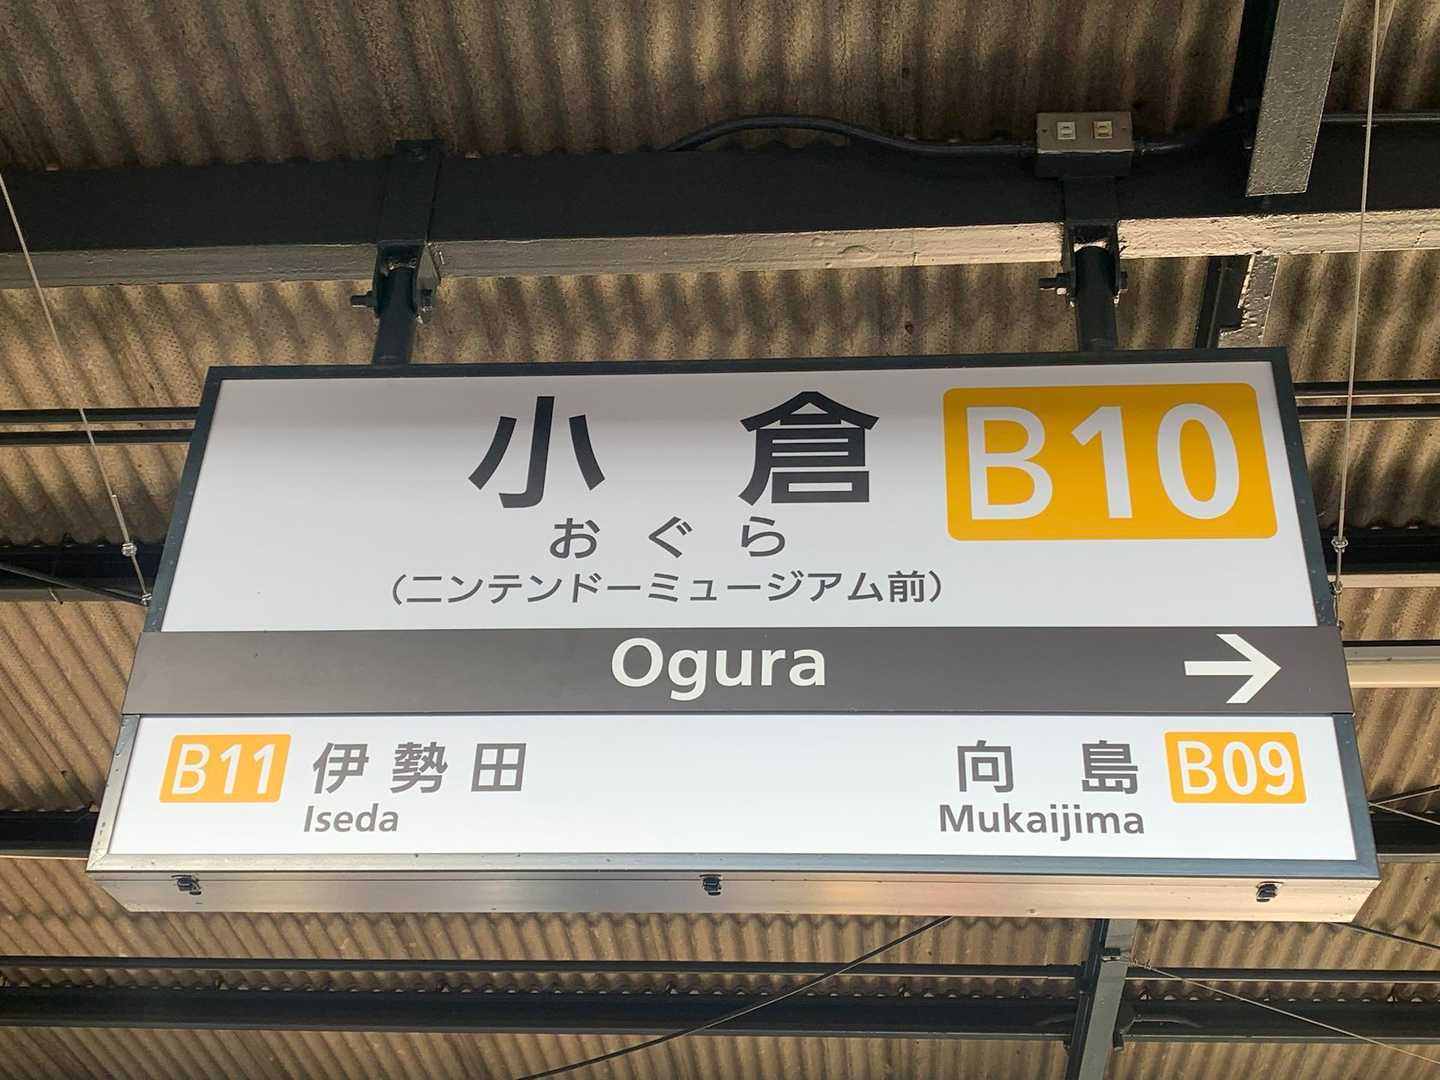 小倉 B10
おぐら
(ニンテンドーミュージアム前)
Ogura →
B11 伊勢田 向島 B09
Iseda Mukaijima